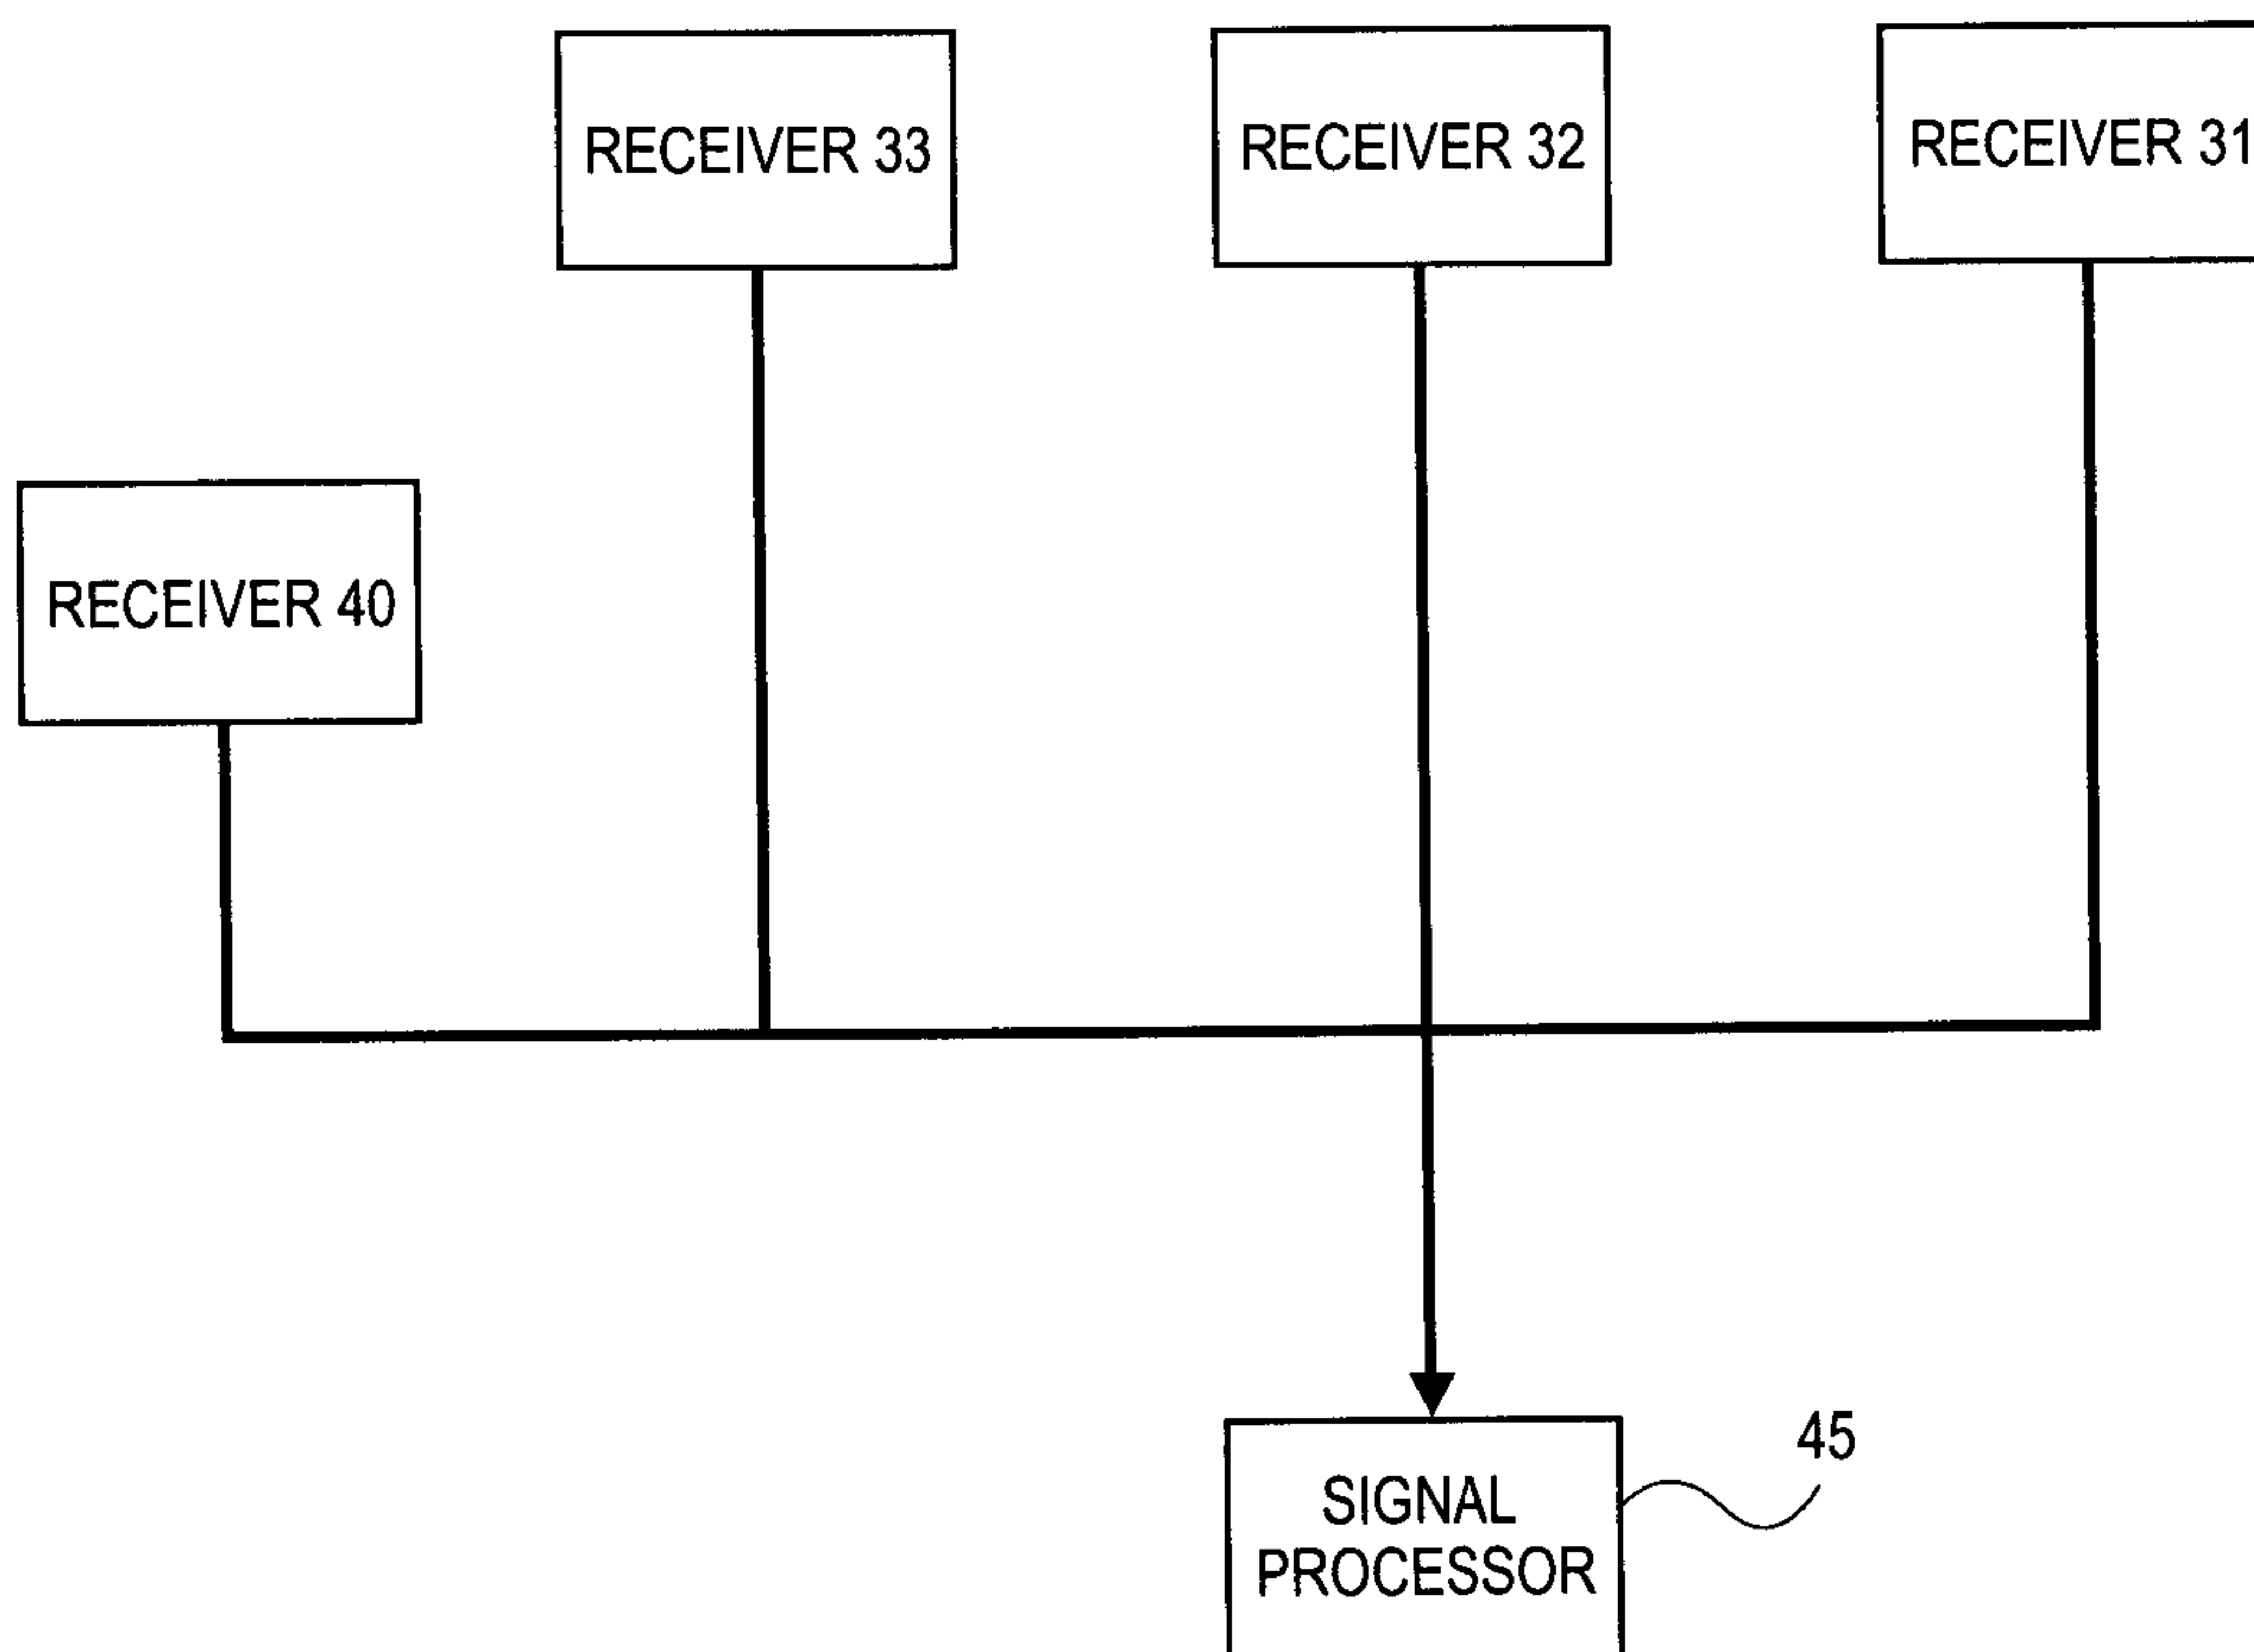 RECEIVER 33
RECEIVER 32
RECEIVER 31
RECEIVER 40
45
SIGNAL
PROCESSOR